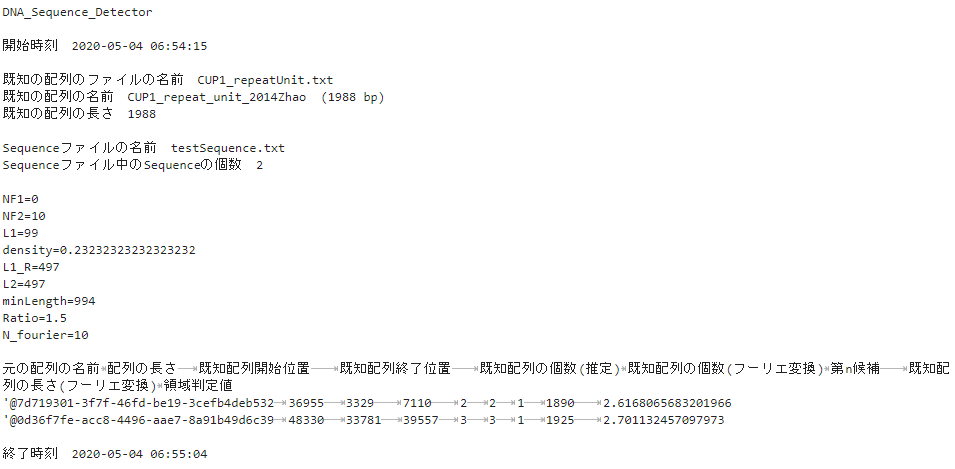 DNA_Sequence_Detector
開始時刻　2020-05-04 06:54:15
既知の配列のファイルの名前　CUP1_repeatUnit.txt
既知の配列の名前　CUP1_repeat_unit_2014Zhao　(1988 bp)
既知の配列の長さ　1988
Sequenceファイルの名前　testSequence.txt
Sequenceファイル中のSequenceの個数　2
NF1=0
NF2=10
L1=99
density=0.23232323232323232
L1_R=497
L2=497
minLength=994
Ratio=1.5
N_fourier=10
元の配列の名前	配列の長さ	既知配列開始位置	既知配列終了位置	既知配列の個数(推定)	既知配列の個数(フーリエ変換)	第n候補	既知配
列の長さ(フーリエ変換)	領域判定値
'@7d719301-3f7f-46fd-be19-3cefb4deb532	36955	3329	7110	2	2	1	1890	2.6168065683201966
'@0d36f7fe-acc8-4496-aae7-8a91b49d6c39	48330	33781	39557	3	3	1	1925	2.701132457097973
終了時刻　2020-05-04 06:55:04